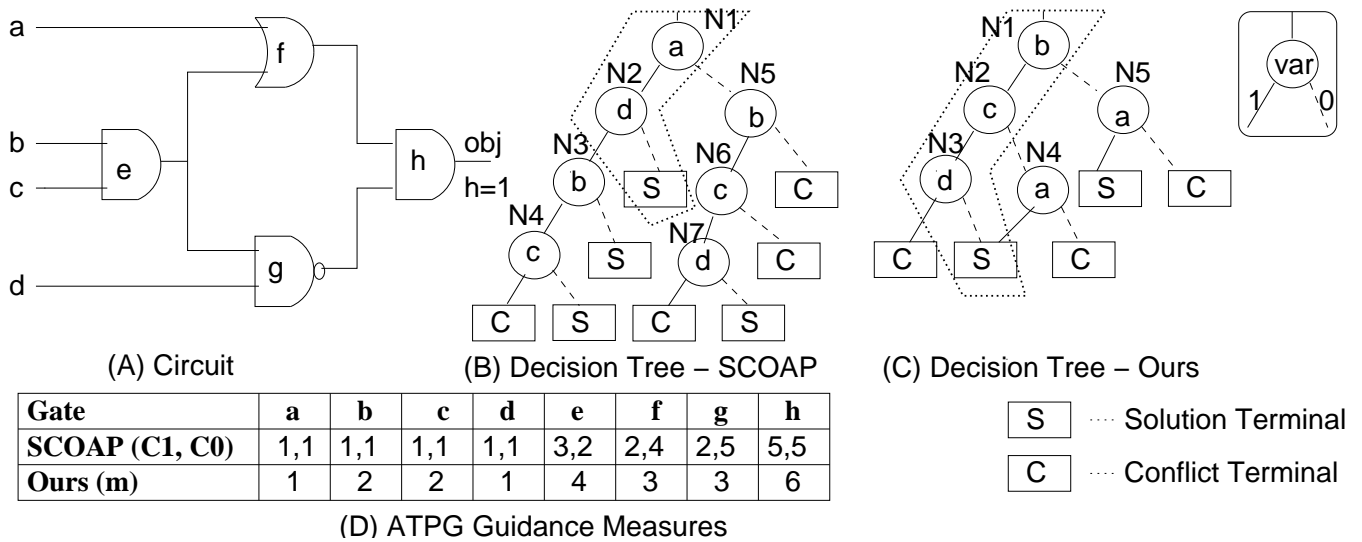 a
b
c
d
e
f
g
h
obj
h=1
(A) Circuit
N1
a
N2
d
N5
b
N3
b
S
C
N6
c
N4
c
S
N7
d
C
C
S
C
S
(B) Decision Tree – SCOAP
N1
b
N2
c
N5
a
N3
d
N4
a
S
C
C
S
C
(C) Decision Tree – Ours
var
1
0
Gate a b c d e f g h
SCOAP (C1, C0) 1,1 1,1 1,1 1,1 3,2 2,4 2,5 5,5
Ours (m) 1 2 2 1 4 3 3 6
(D) ATPG Guidance Measures
S Solution Terminal
C Conflict Terminal